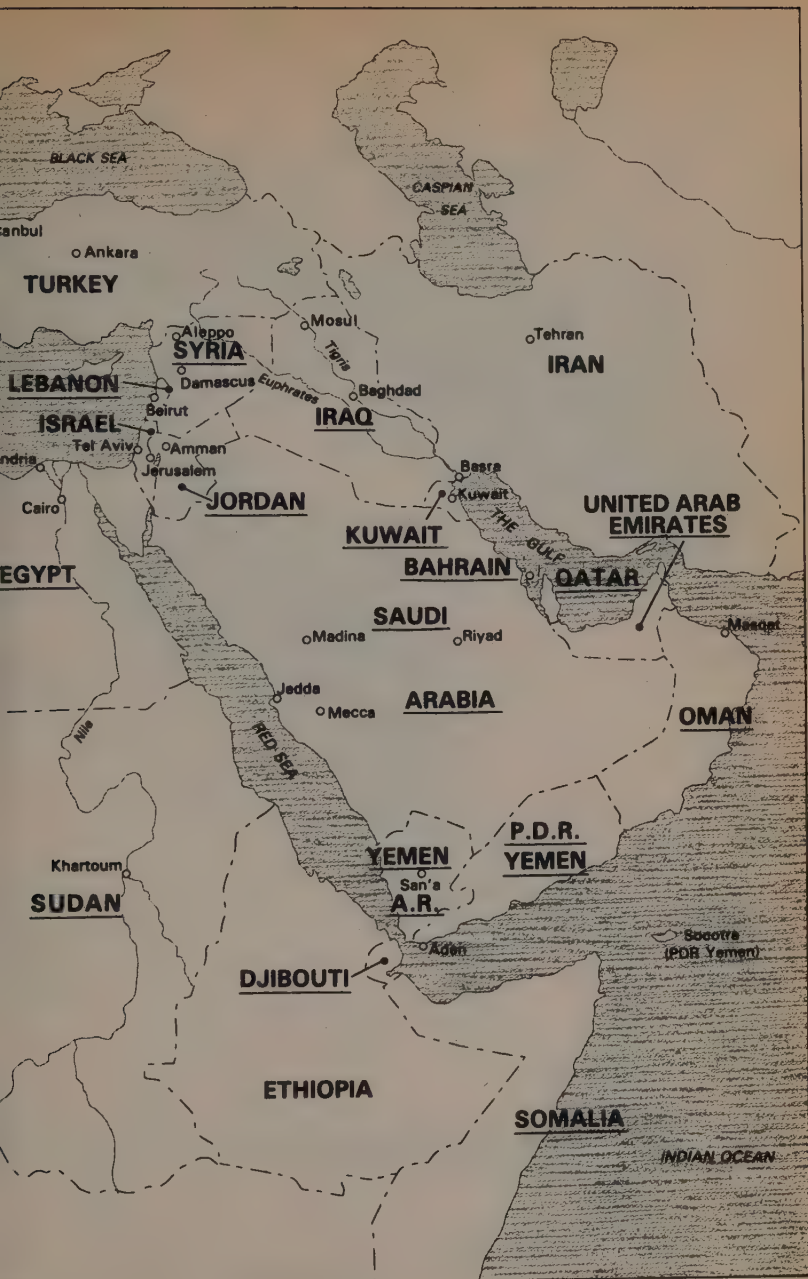 BLACK SEA
CASPIAN
SEA
anbul
Ankara
TURKEY
Mosul
Aleppo
SYRIA
Tigris
Tehran
IRAN
LEBANON
Damascus
Euphrates
Baghdad
Beirut
IRAQ
ISRAEL
Tel Aviv
Amman
ndria
Jerusalem
Basra
Cairo
JORDAN
Kuwait
UNITED ARAB
EMIRATES
KUWAIT
THE GULF
BAHRAIN
QATAR
EGYPT
SAUDI
Madina
Riyad
Masqat
Jedda
Mecca
ARABIA
OMAN
Nile
RED SEA
P.D.R.
YEMEN
YEMEN
San'a
A.R.
Khartoum
SUDAN
Aden
Socotra
(PDR Yemen)
DJIBOUTI
ETHIOPIA
SOMALIA
INDIAN OCEAN